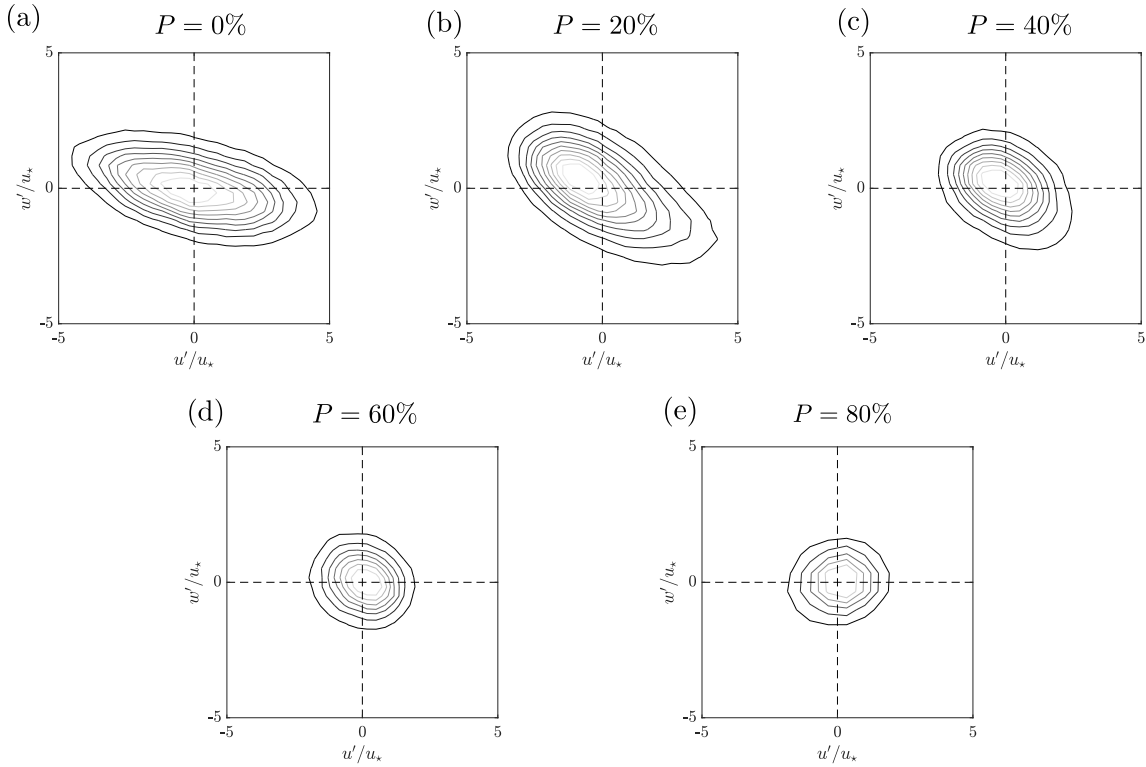 (a) P = 0%
(b) P = 20%
(c) P = 40%
5
w′/u⋆
0
-5
-5 0 5
u′/u⋆
5
w′/u⋆
0
-5
-5 0 5
u′/u⋆
5
w′/u⋆
0
-5
-5 0 5
u′/u⋆
(d) P = 60%
(e) P = 80%
5
w′/u⋆
0
-5
-5 0 5
u′/u⋆
5
w′/u⋆
0
-5
-5 0 5
u′/u⋆